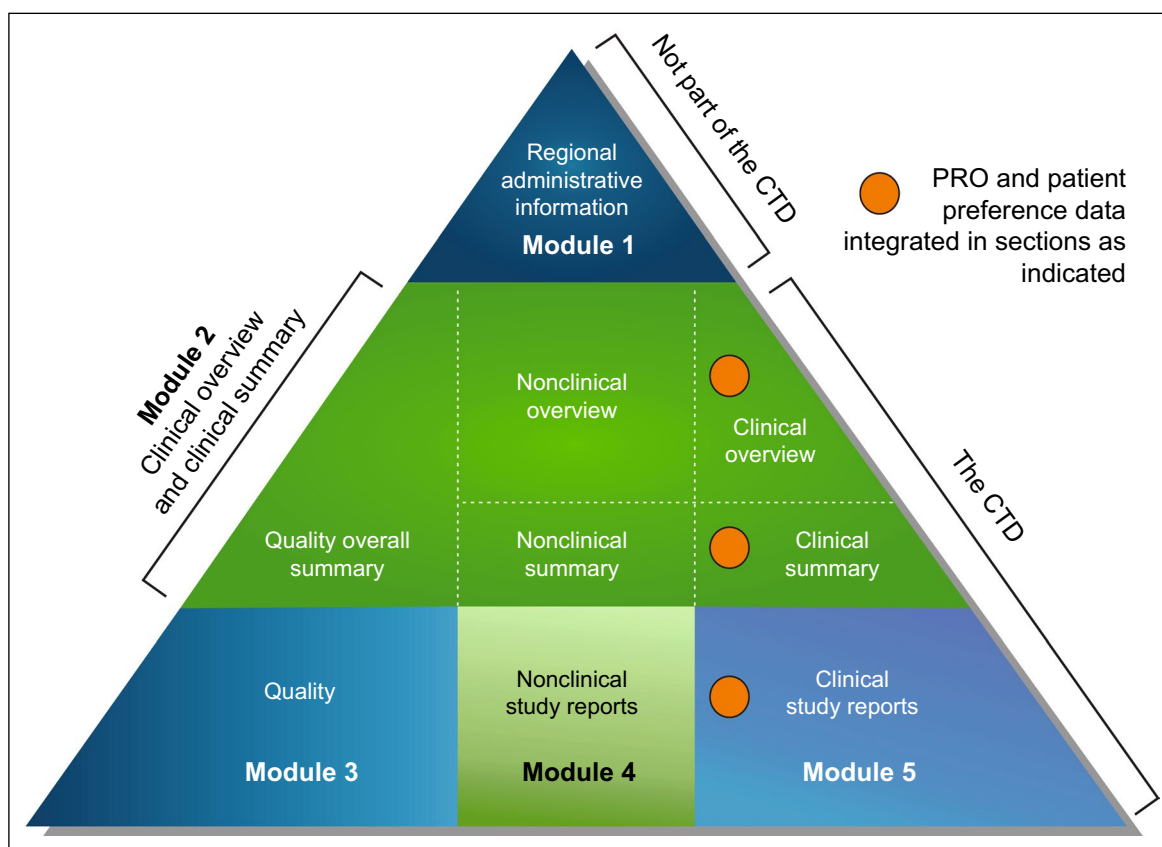 Not part of the CTD
Regional
administrative
information
Module 1
PRO and patient
preference data
integrated in sections as
indicated
Module 2
Clinical overview
and clinical summary
Nonclinical
overview
Clinical
overview
The CTD
Quality overall
summary
Nonclinical
summary
Clinical
summary
Quality
Nonclinical
study reports
Clinical
study reports
Module 3
Module 4
Module 5